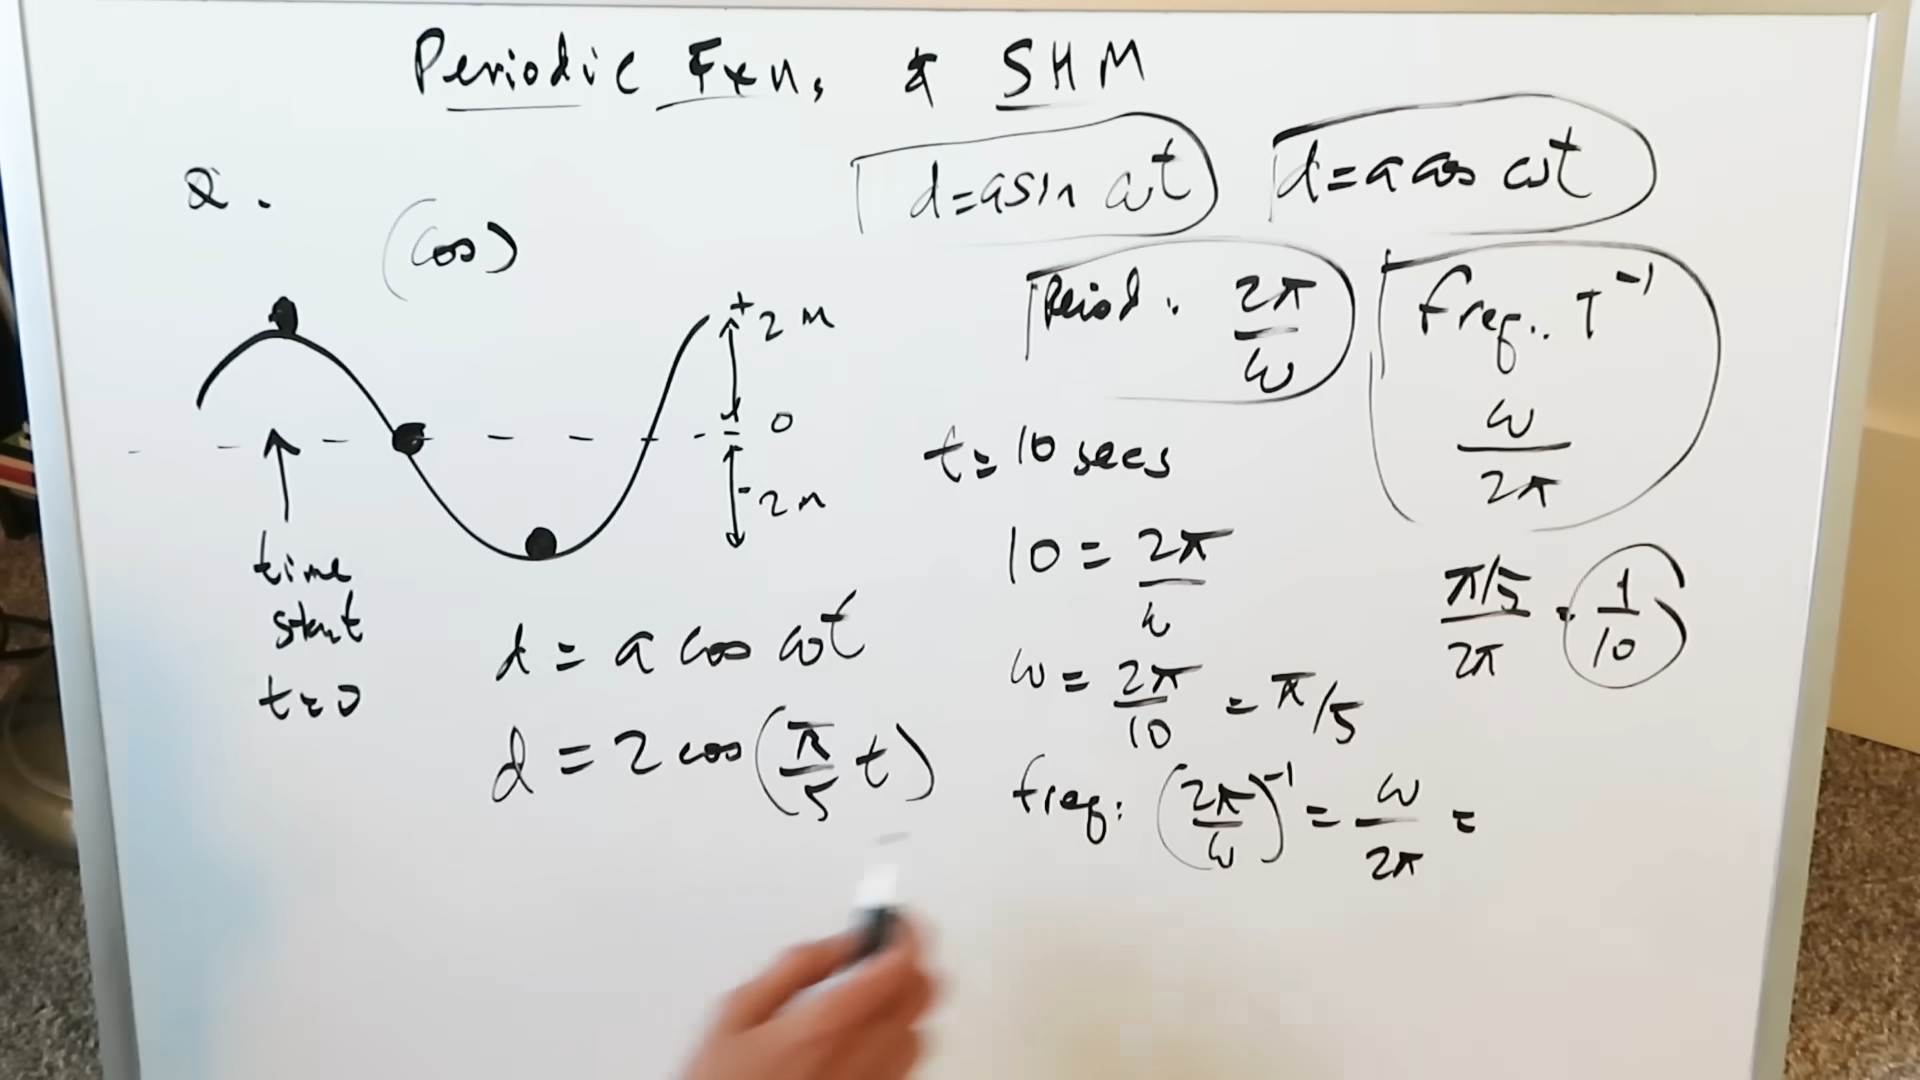 Periodic Fxn, & SHM
d=asin ωt
d=a cos ωt
Q.
(cos)
Period: 2π/ω
freq.. T⁻¹
ω/2π
+2m
0
-2m
time
start
t=0
t= 10 secs
10 = 2π/ω
ω = 2π/10 = π/5
freq: (2π/ω)⁻¹ = ω/2π =
π/5/2π = 1/10
d = a cos ωt
d = 2 cos(π/5 t)